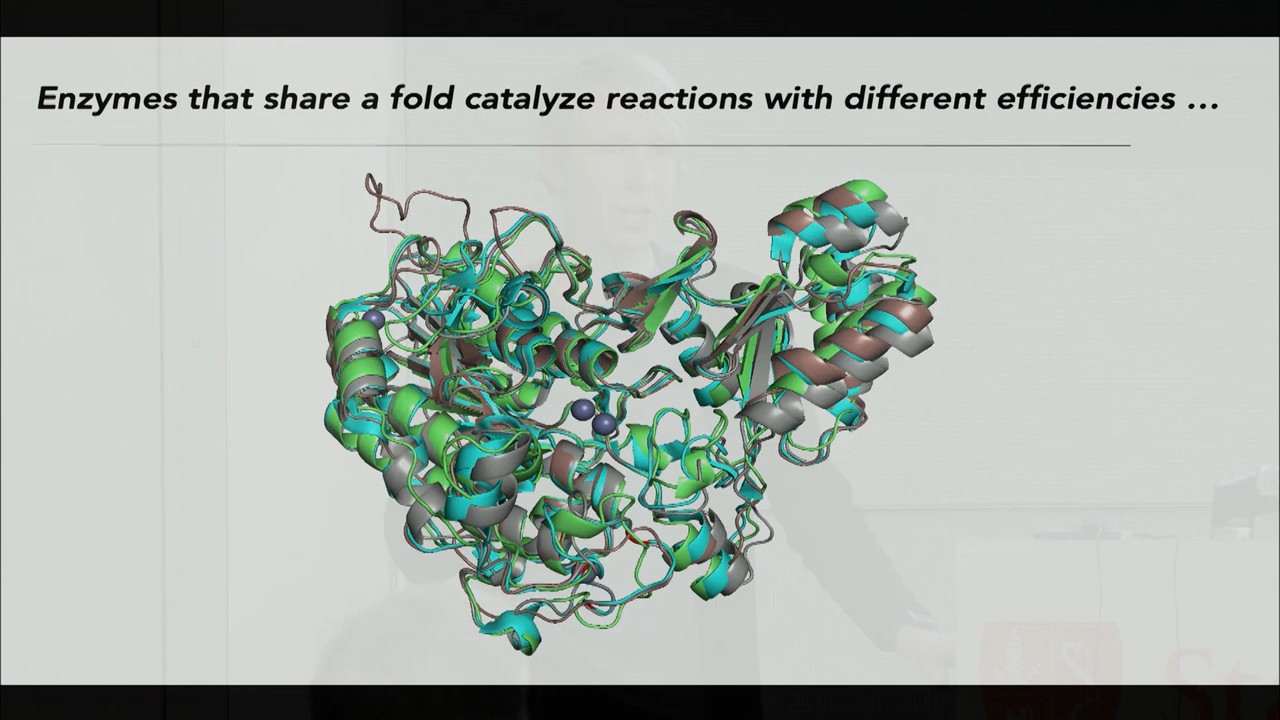 Enzymes that share a fold catalyze reactions with different efficiencies …